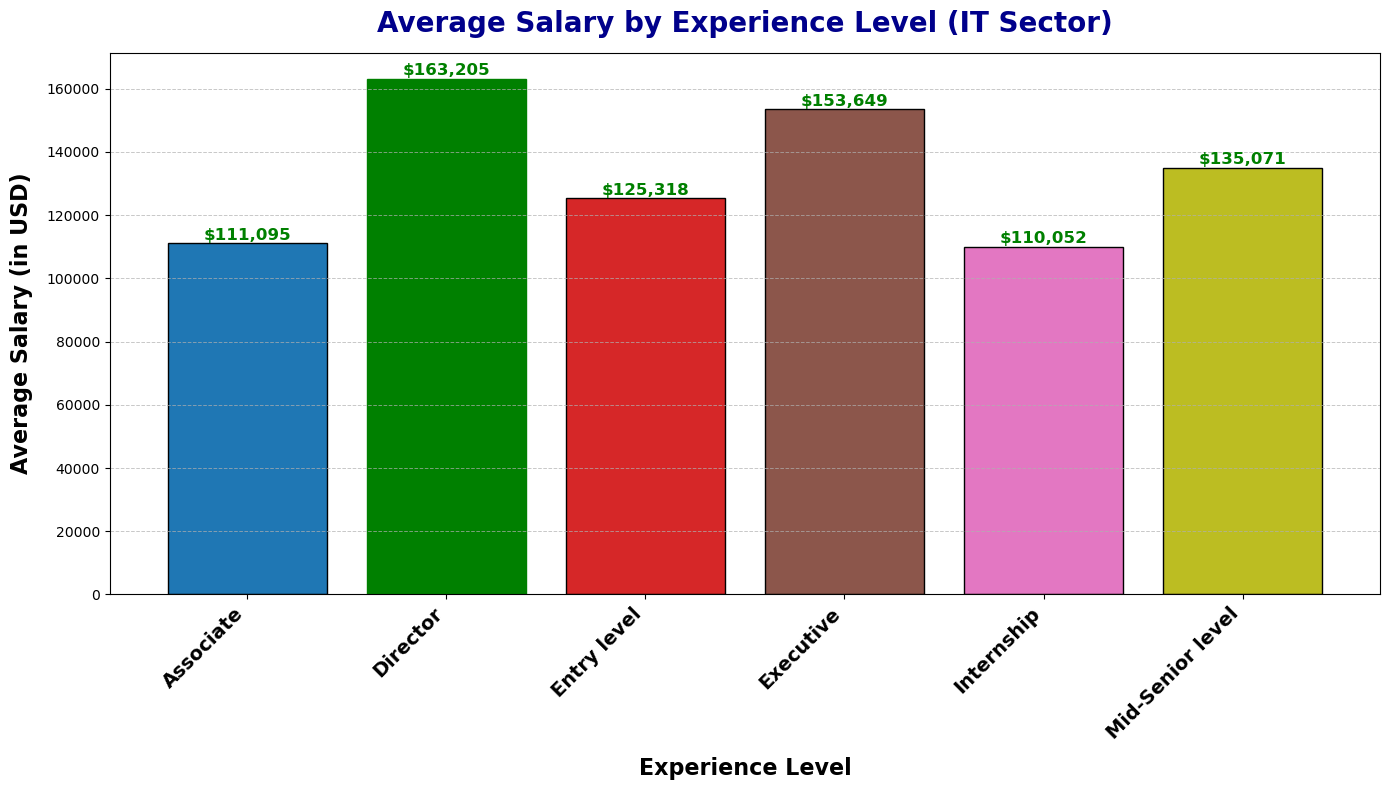 Average Salary by Experience Level (IT Sector)
Average Salary (in USD)
160000
140000
120000
100000
80000
60000
40000
20000
0
$111,095
$163,205
$125,318
$153,649
$110,052
$135,071
Associate
Director
Entry level
Executive
Internship
Mid-Senior level
Experience Level